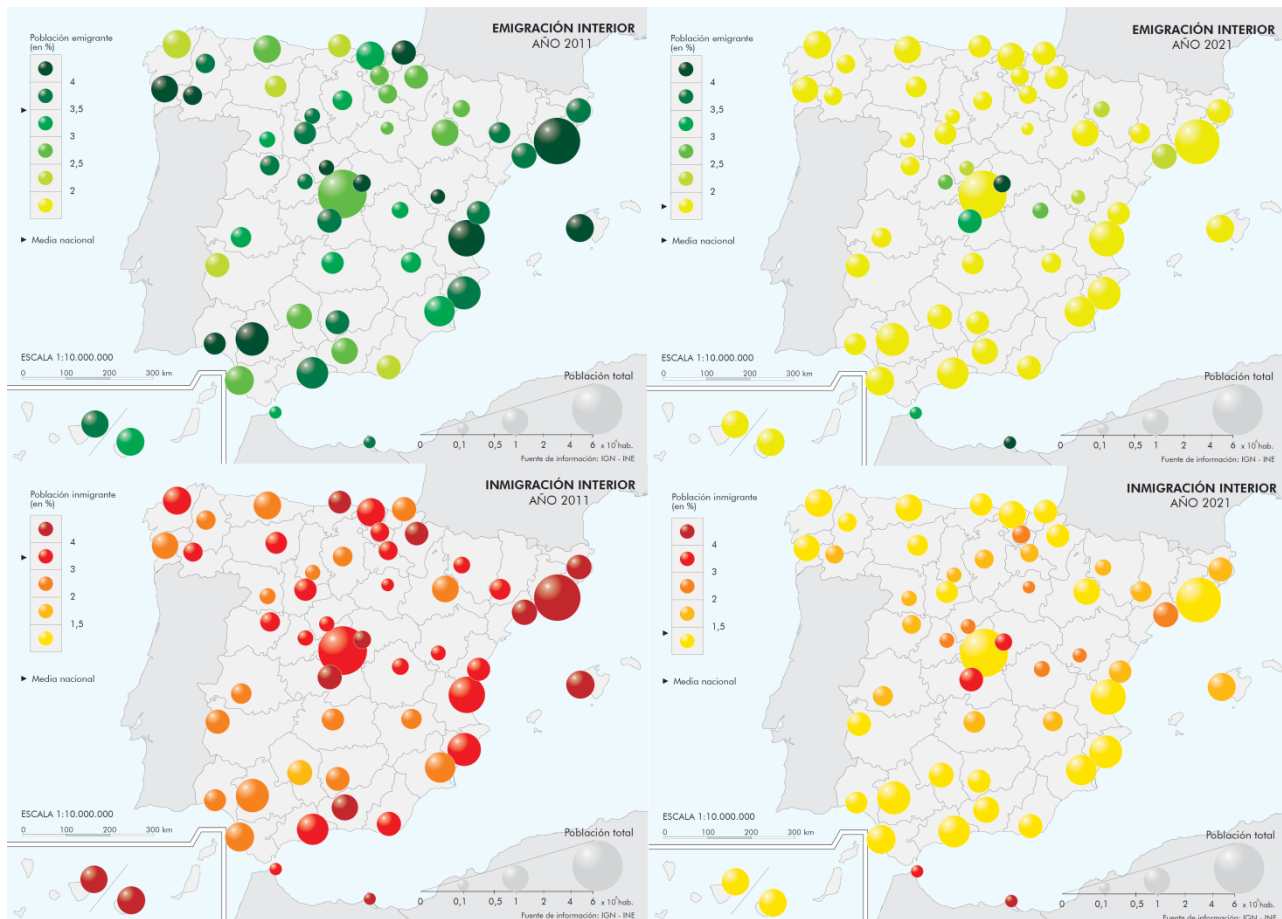 EMIGRACIÓN INTERIOR
AÑO 2011
Población emigrante
(en %)
4
3,5
3
2,5
2
Media nacional
ESCALA 1:10.000.000
0 100 200 300 km
Población total
0 0,1 0,5 1 2 4 6 x 10⁶ hab.
Fuente de información: IGN - INE
EMIGRACIÓN INTERIOR
AÑO 2021
Población emigrante
(en %)
4
3,5
3
2,5
2
Media nacional
ESCALA 1:10.000.000
0 100 200 300 km
Población total
0 0,1 0,5 1 2 4 6 x 10⁶ hab.
Fuente de información: IGN - INE
INMIGRACIÓN INTERIOR
AÑO 2011
Población inmigrante
(en %)
4
3
2
1,5
Media nacional
ESCALA 1:10.000.000
0 100 200 300 km
Población total
0 0,1 0,5 1 2 4 6 x 10⁶ hab.
Fuente de información: IGN - INE
INMIGRACIÓN INTERIOR
AÑO 2021
Población inmigrante
(en %)
4
3
2
1,5
Media nacional
ESCALA 1:10.000.000
0 100 200 300 km
Población total
0 0,1 0,5 1 2 4 6 x 10⁶ hab.
Fuente de información: IGN - INE